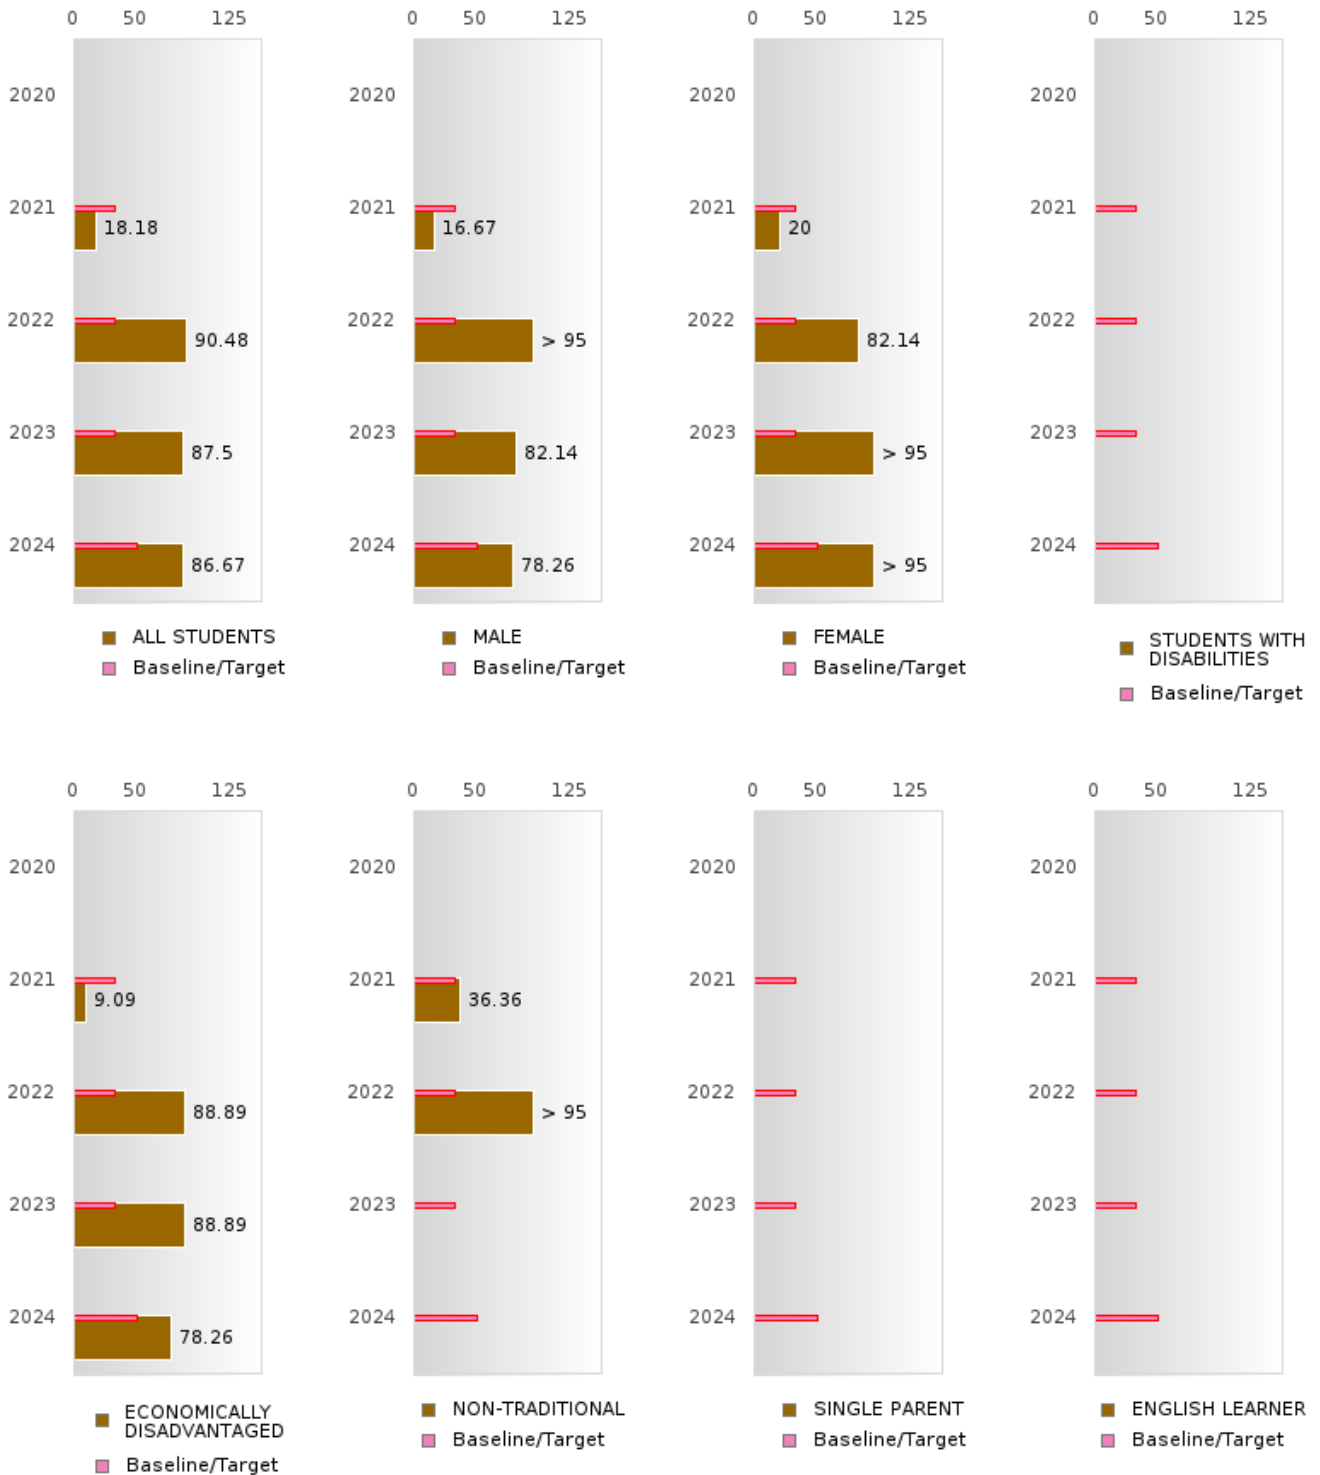 0 50 125
2020
2021
18.18
2022
90.48
2023
87.5
2024
86.67
ALL STUDENTS
Baseline/Target
0 50 125
2020
2021
16.67
2022
> 95
2023
82.14
2024
78.26
MALE
Baseline/Target
0 50 125
2020
2021
20
2022
82.14
2023
> 95
2024
> 95
FEMALE
Baseline/Target
0 50 125
2020
2021
2022
2023
2024
STUDENTS WITH
DISABILITIES
Baseline/Target
0 50 125
2020
2021
9.09
2022
88.89
2023
88.89
2024
78.26
ECONOMICALLY
DISADVANTAGED
Baseline/Target
0 50 125
2020
2021
36.36
2022
> 95
2023
2024
NON-TRADITIONAL
Baseline/Target
0 50 125
2020
2021
2022
2023
2024
SINGLE PARENT
Baseline/Target
0 50 125
2020
2021
2022
2023
2024
ENGLISH LEARNER
Baseline/Target